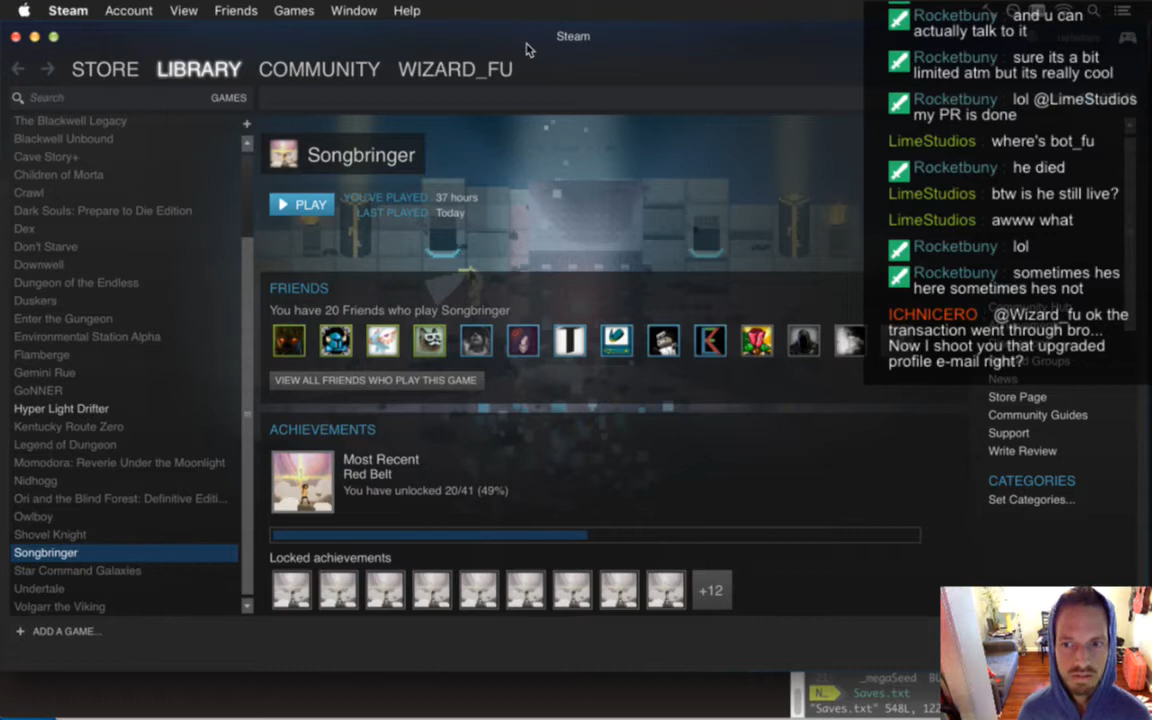 Steam Account View Friends Games Window Help
Steam
STORE LIBRARY COMMUNITY WIZARD_FU
Search GAMES
The Blackwell Legacy
Blackwell Unbound
Cave Story+
Children of Morta
Crawl
Dark Souls: Prepare to Die Edition
Dex
Don't Starve
Downwell
Dungeon of the Endless
Duskers
Enter the Gungeon
Environmental Station Alpha
Flamberge
Gemini Rue
GoNNER
Hyper Light Drifter
Kentucky Route Zero
Legend of Dungeon
Momodora: Reverie Under the Moonlight
Nidhogg
Ori and the Blind Forest: Definitive Editi...
Owlboy
Shovel Knight
Songbringer
Star Command Galaxies
Undertale
Volgarr the Viking
+ ADD A GAME...
Songbringer
PLAY
YOU'VE PLAYED 37 hours
LAST PLAYED Today
FRIENDS
You have 20 Friends who play Songbringer
VIEW ALL FRIENDS WHO PLAY THIS GAME
ACHIEVEMENTS
Most Recent
Red Belt
You have unlocked 20/41 (49%)
Locked achievements
+12
Rocketbuny and u can
actually talk to it
Rocketbuny sure its a bit
limited atm but its really cool
Rocketbuny lol @LimeStudios
my PR is done
LimeStudios where's bot_fu
Rocketbuny he died
LimeStudios btw is he still live?
LimeStudios awww what
Rocketbuny lol
Rocketbuny sometimes hes
here sometimes hes not
ICHNICERO @Wizard_fu ok the
transaction went through bro...
Now I shoot you that upgraded
profile e-mail right?
News
Store Page
Community Guides
Support
Write Review
CATEGORIES
Set Categories...
_megaSeed
N... Saves.txt
"Saves.txt" 548L, 122